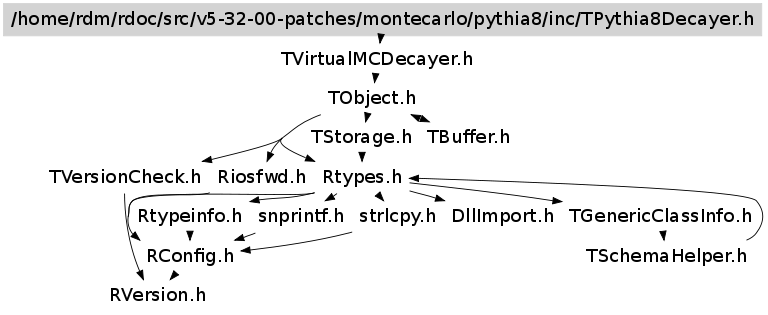 /home/rdm/rdoc/src/v5-32-00-patches/montecarlo/pythia8/inc/TPythia8Decayer.h
TVirtualMCDecayer.h
TObject.h
TStorage.h TBuffer.h
TVersionCheck.h Riosfwd.h Rtypes.h
Rtypeinfo.h snprintf.h strlcpy.h DllImport.h TGenericClassInfo.h
RConfig.h TSchemaHelper.h
RVersion.h